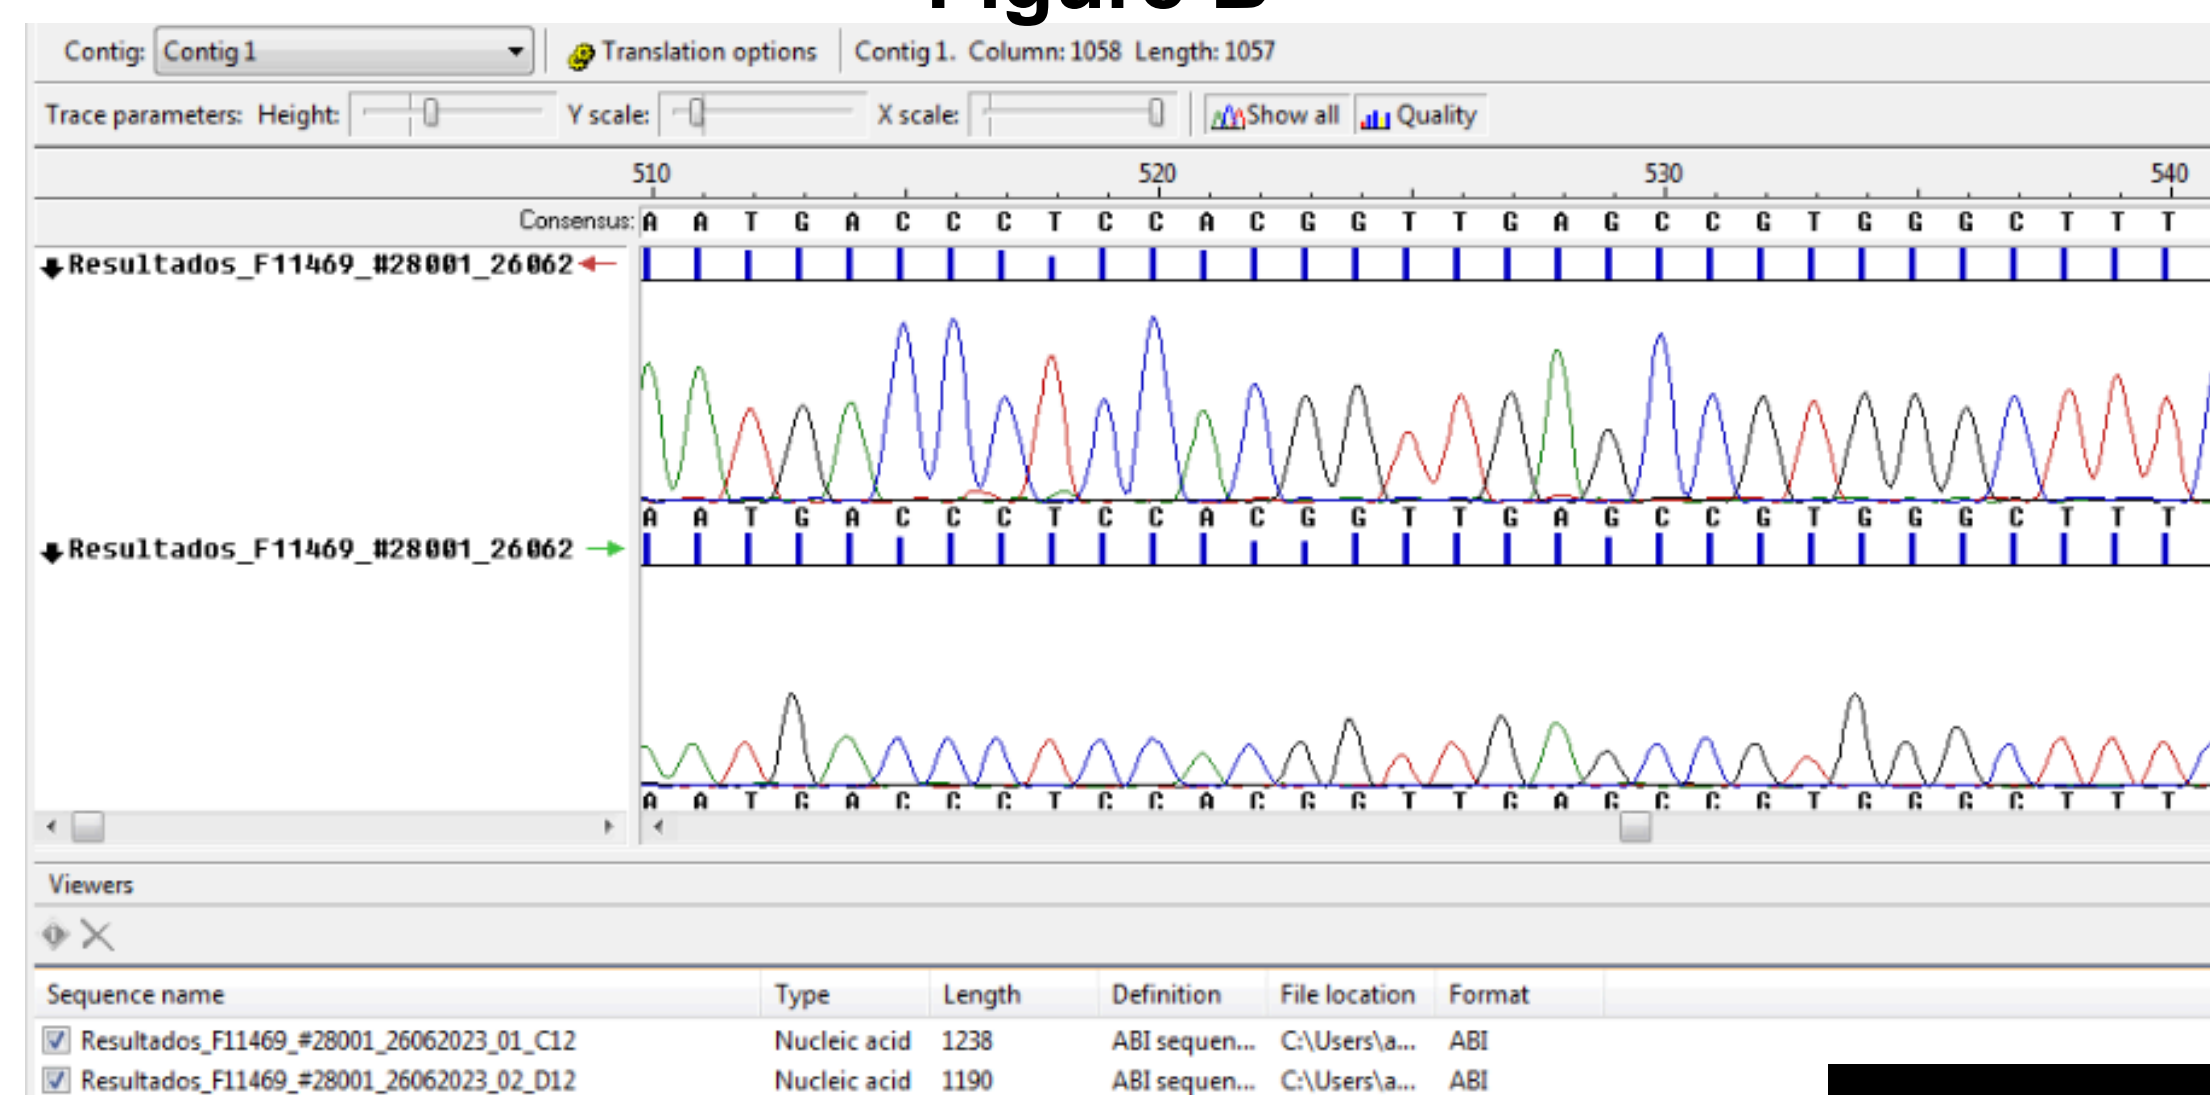 Figure B
Contig: Contig 1 Translation options Contig 1. Column: 1058 Length: 1057
Trace parameters: Height: Y scale: X scale: Show all Quality
510 520 530 540
Consensus: A A T G A C C C T C C A C G G T T G A G C C G T G G G C T T T
Resultados_F11469_#28001_26062
A A T G A C C C T C C A C G G T T G A G C C G T G G G C T T T
Resultados_F11469_#28001_26062
A A T G A C C C T C C A C G G T T G A G C C G T G G G C T T T
Viewers
Sequence name Type Length Definition File location Format
Resultados_F11469_#28001_26062023_01_C12 Nucleic acid 1238 ABI sequen... C:\Users\a... ABI
Resultados_F11469_#28001_26062023_02_D12 Nucleic acid 1190 ABI sequen... C:\Users\a... ABI